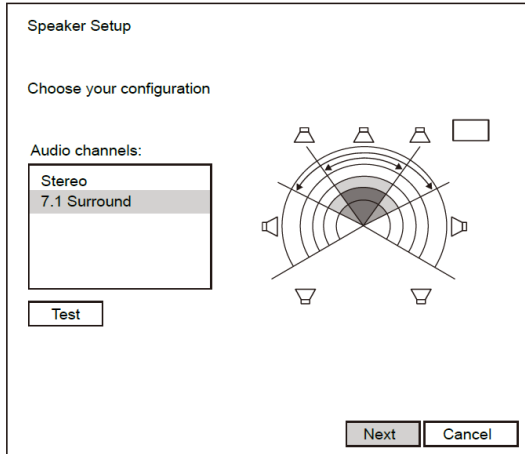 Speaker Setup
Choose your configuration
Audio channels:
Stereo
7.1 Surround
Test
Next
Cancel